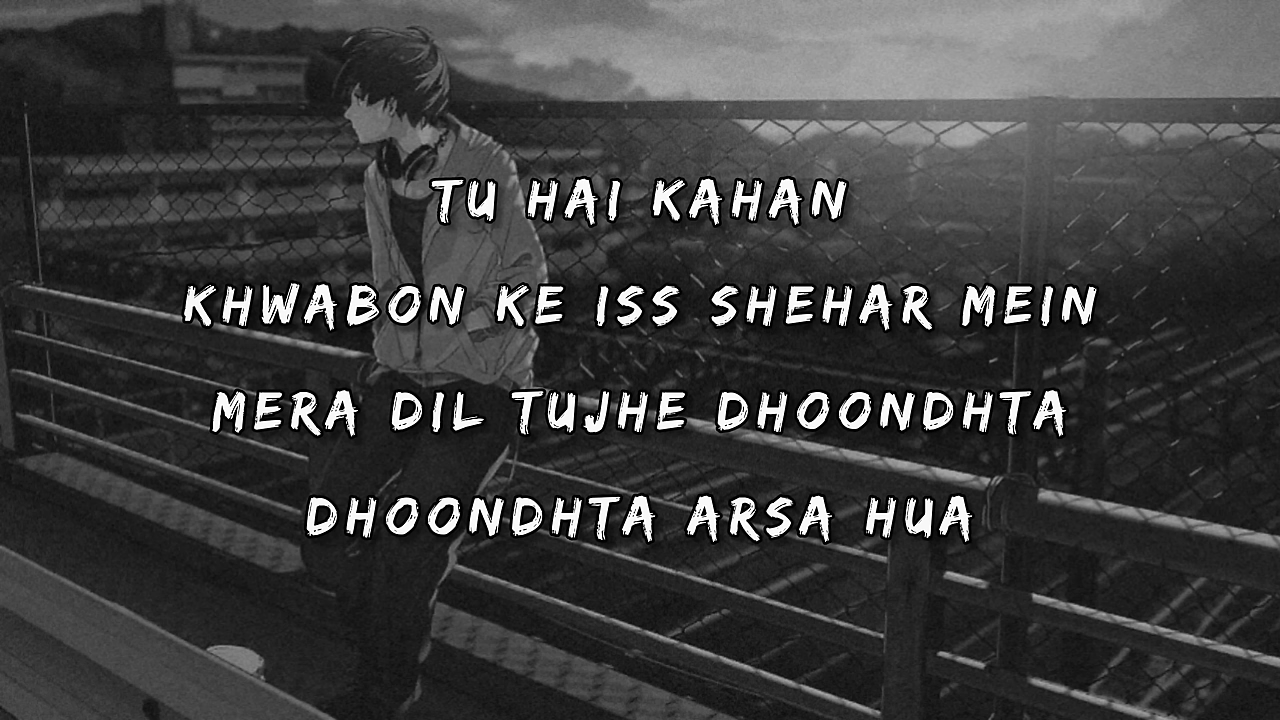 TU HAI KAHAN
KHWABON KE ISS SHEHAR MEIN
MERA DIL TUJHE DHOONDHTA
DHOONDHTA ARSA HUA